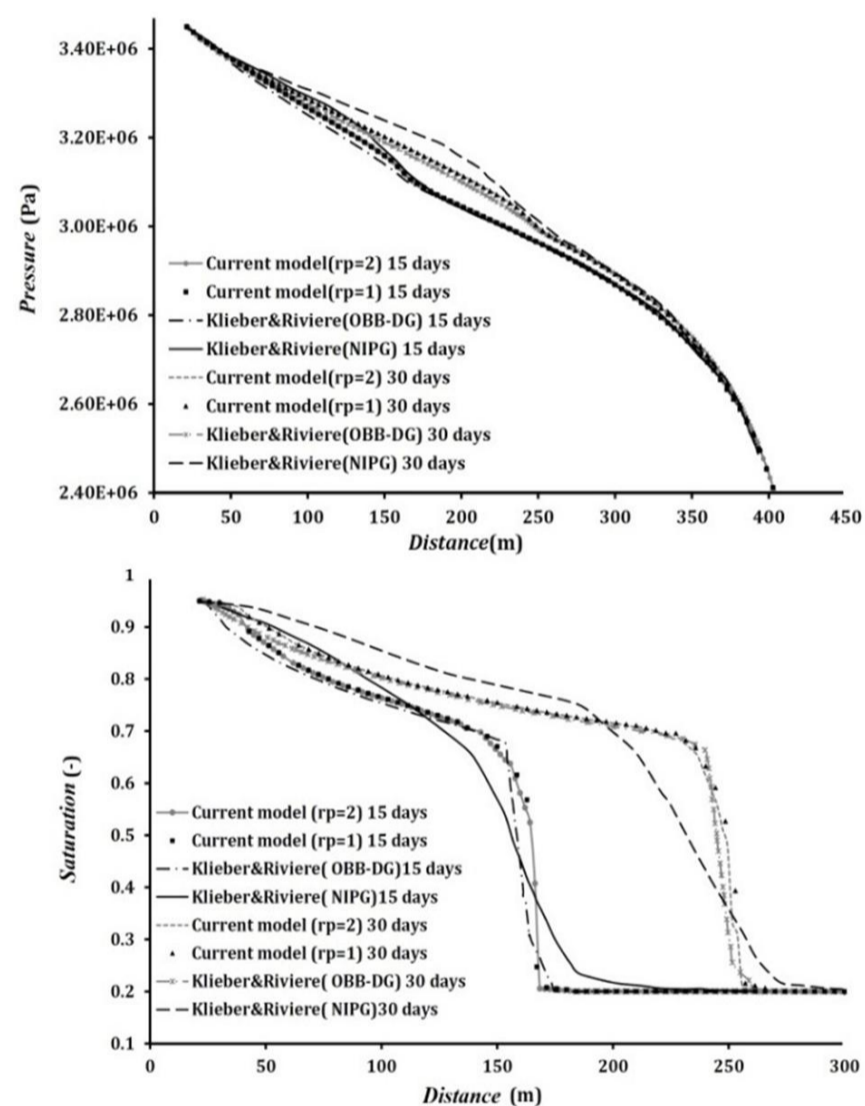 3.40E+06
3.20E+06
3.00E+06
2.80E+06
2.60E+06
2.40E+06
Pressure (Pa)
Current model(rp=2) 15 days
Current model(rp=1) 15 days
Klieber&Riviere(OBB-DG) 15 days
Klieber&Riviere(NIPG) 15 days
Current model(rp=2) 30 days
Current model(rp=1) 30 days
Klieber&Riviere(OBB-DG) 30 days
Klieber&Riviere(NIPG) 30 days
0 50 100 150 200 250 300 350 400 450
Distance(m)
1
0.9
0.8
0.7
0.6
0.5
0.4
0.3
0.2
0.1
Saturation (-)
Current model (rp=2) 15 days
Current model (rp=1) 15 days
Klieber&Riviere( OBB-DG)15 days
Klieber&Riviere( NIPG)15 days
Current model (rp=2) 30 days
Current model (rp=1) 30 days
Klieber&Riviere( OBB-DG) 30 days
Klieber&Riviere( NIPG)30 days
0 50 100 150 200 250 300
Distance (m)